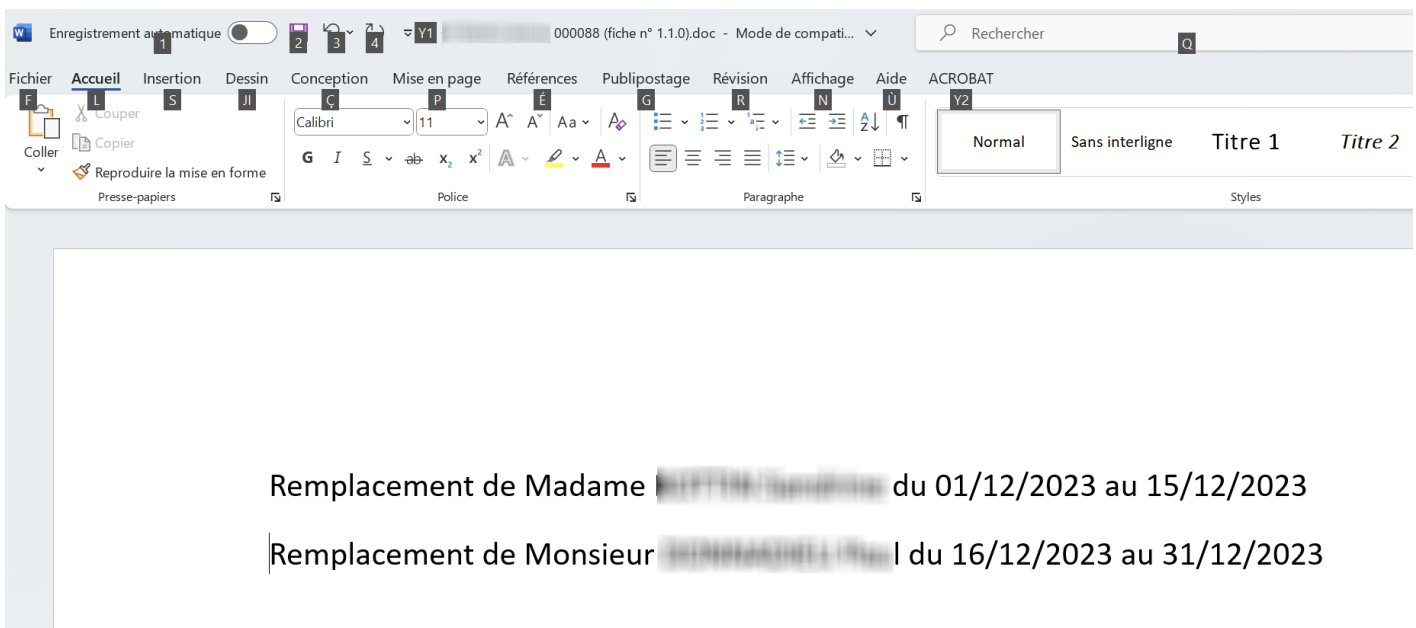 Enregistrement automatique
1 2 3 4 Y1
000088 (fiche n° 1.1.0).doc - Mode de compati...
Rechercher
Q
Fichier Accueil Insertion Dessin Conception Mise en page Références Publipostage Révision Affichage Aide ACROBAT
F L S JI Ç P É G R N Ù Y2
Coller
Couper
Copier
Reproduire la mise en forme
Presse-papiers
Calibri 11
G I S ab x₂ x² A A
Police
Paragraphe
Normal Sans interligne Titre 1 Titre 2
Styles
Remplacement de Madame du 01/12/2023 au 15/12/2023
Remplacement de Monsieur l du 16/12/2023 au 31/12/2023